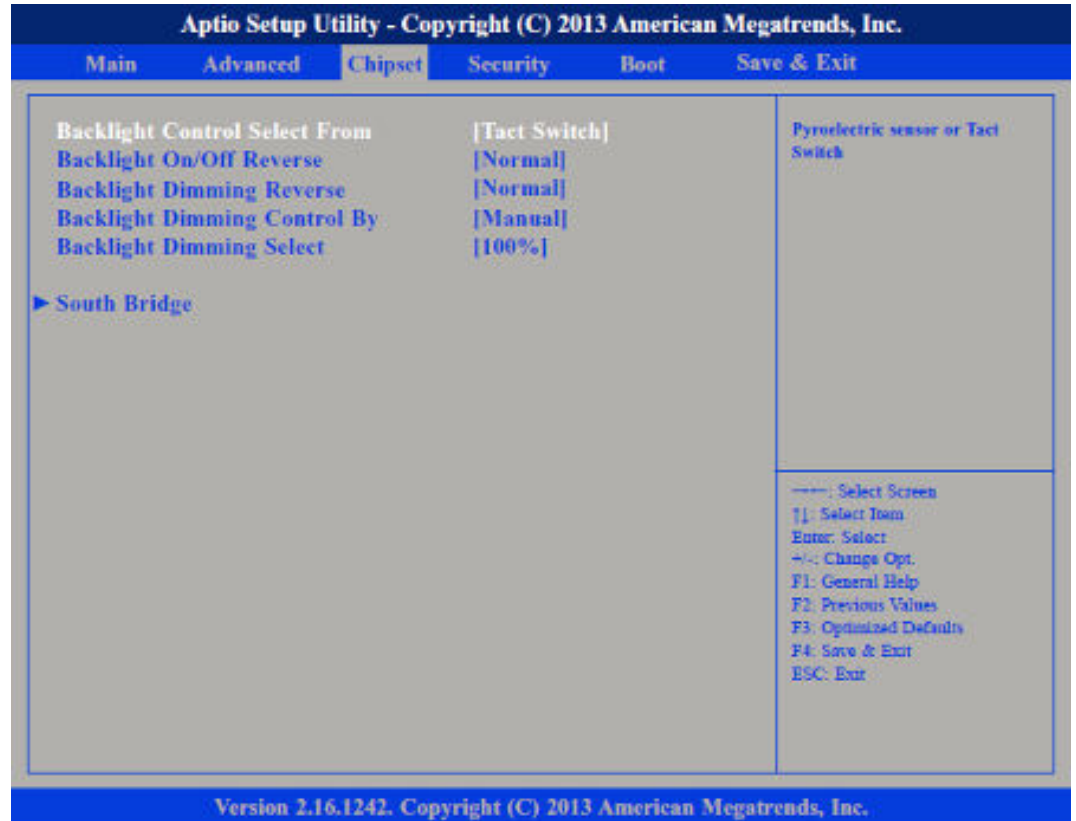 Aptio Setup Utility - Copyright (C) 2013 American Megatrends, Inc.
Main Advanced Chipset Security Boot Save & Exit
Backlight Control Select From [Tact Switch]
Backlight On/Off Reverse [Normal]
Backlight Dimming Reverse [Normal]
Backlight Dimming Control By [Manual]
Backlight Dimming Select [100%]
► South Bridge
Pyroelectric sensor or Tact
Switch
→←: Select Screen
↑↓: Select Item
Enter: Select
+/-: Change Opt.
F1: General Help
F2: Previous Values
F3: Optimized Defaults
F4: Save & Exit
ESC: Exit
Version 2.16.1242. Copyright (C) 2013 American Megatrends, Inc.